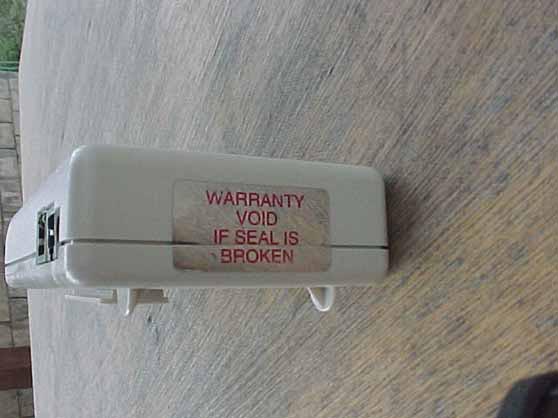 WARRANTY
VOID
IF SEAL IS
BROKEN